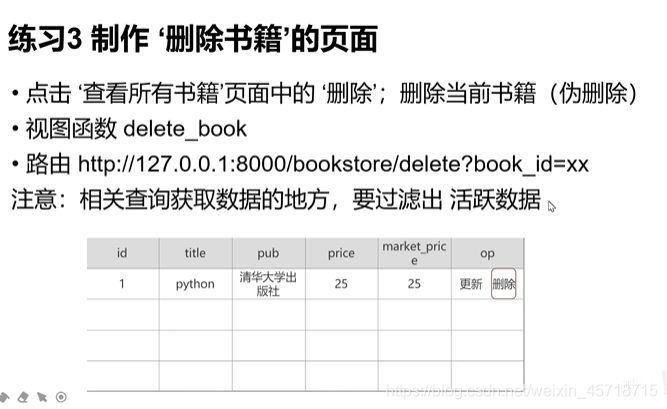 练习3 制作 ‘删除书籍’的页面
• 点击 ‘查看所有书籍’页面中的 ‘删除’；删除当前书籍（伪删除）
• 视图函数 delete_book
• 路由 http://127.0.0.1:8000/bookstore/delete?book_id=xx
注意：相关查询获取数据的地方，要过滤出 活跃数据
id title pub price market_pric op
e
1 python 清华大学出 25 25 更新 删除
版社
https://blog.csdn.net/weixin_45718715